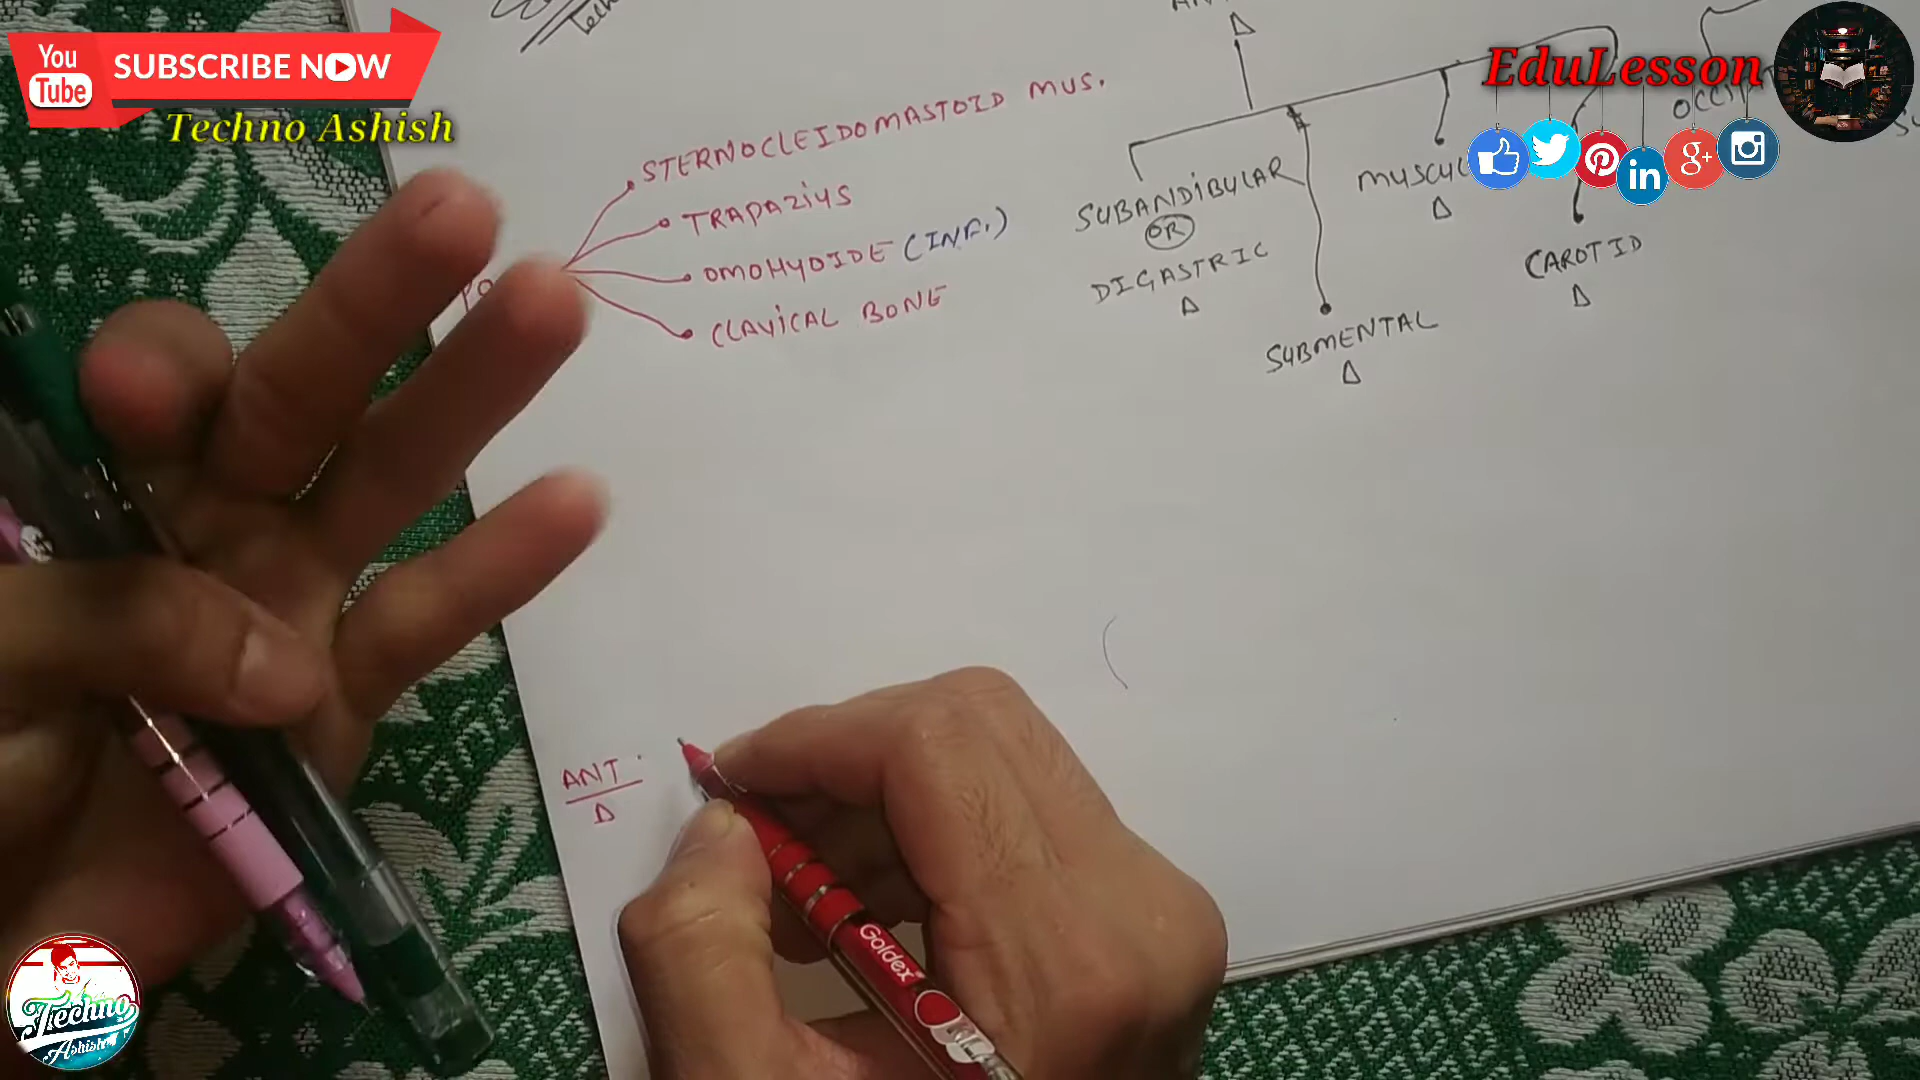 You
Tube
SUBSCRIBE NOW
Techno Ashish
EduLesson
STERNOCLEIDOMASTOID MUS.
TRAPAZIUS
OMOHYOIDE (INF.)
CLAVICAL BONE
Δ
SUBANDIBULAR
OR
DIGASTRIC
Δ
SUBMENTAL
Δ
Δ
CAROTID
Δ
ANT.
Δ
Goldex
Techno
Ashish